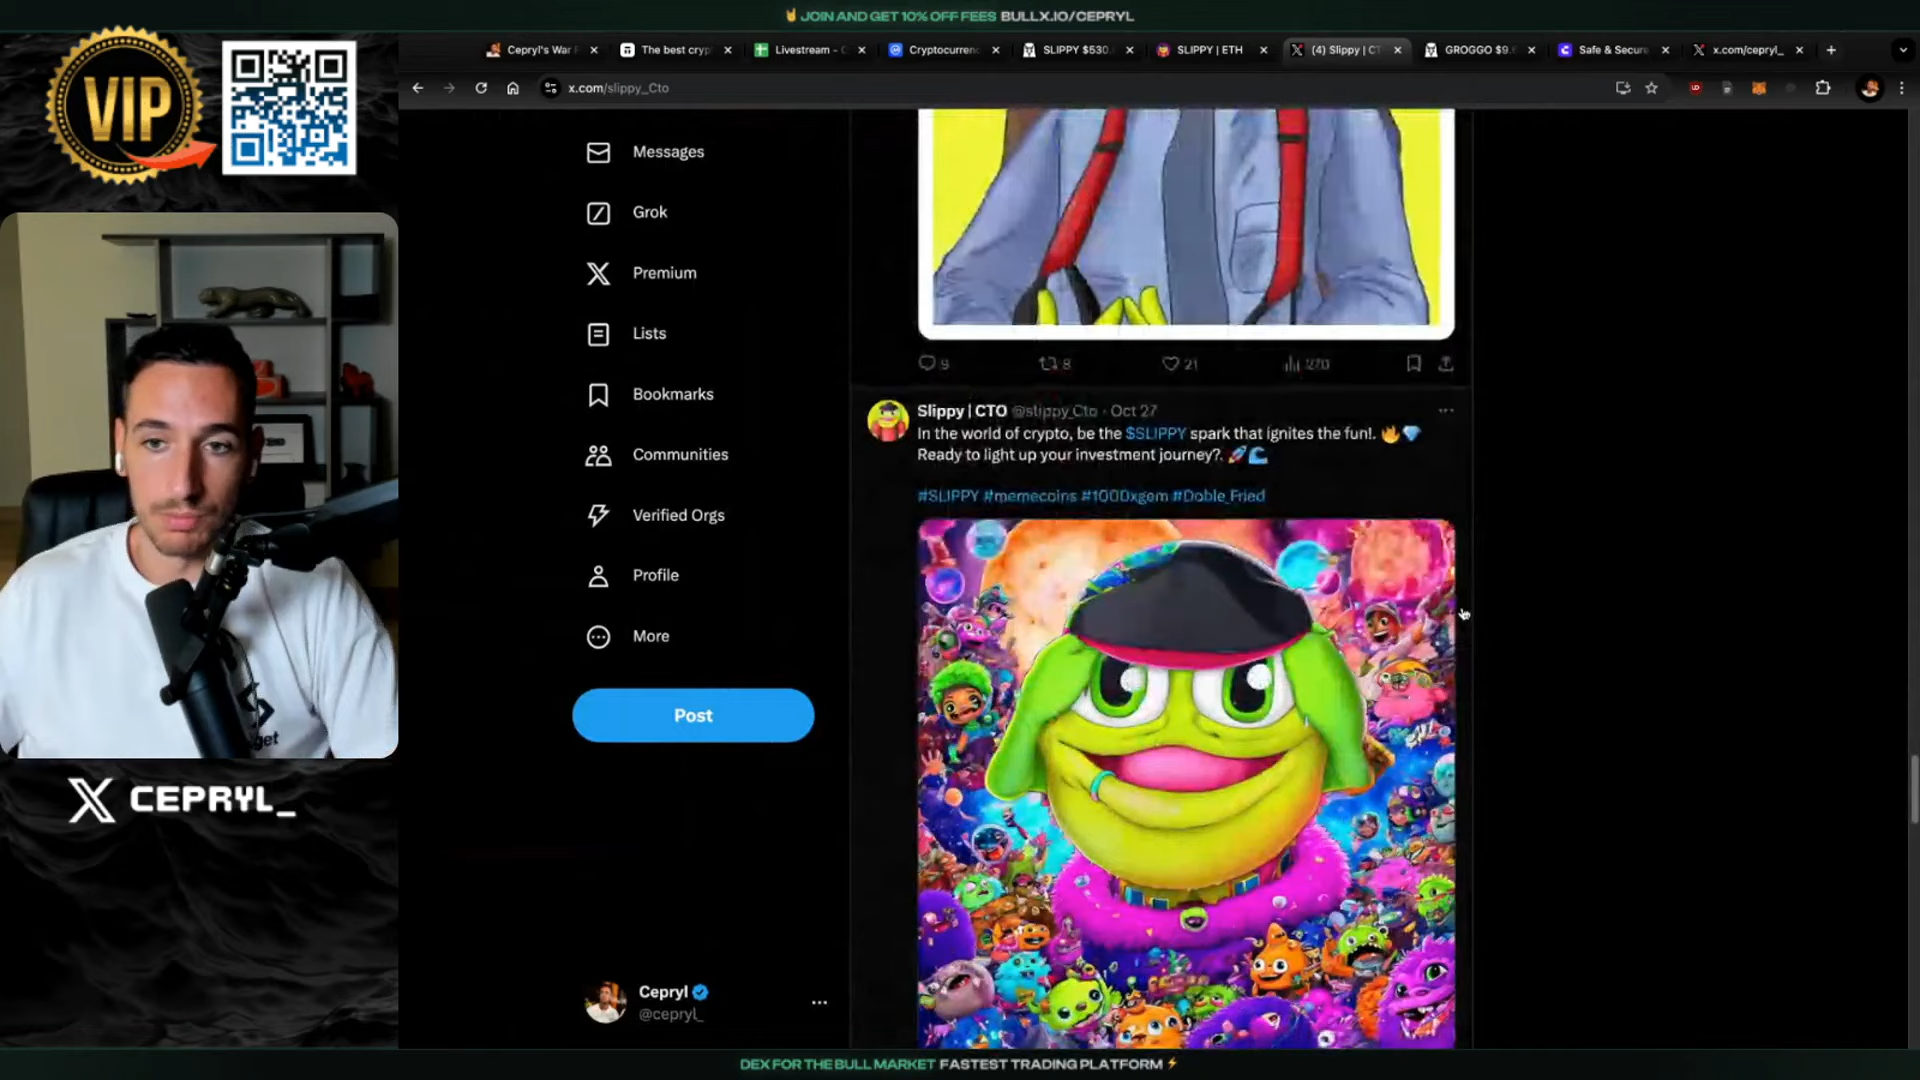 JOIN AND GET 10% OFF FEES BULLX.IO/CEPRYL
VIP
Cepryl's War
The best cryp
Livestream -
Cryptocurren
SLIPPY $530
SLIPPY | ETH
(4) Slippy | CT
GROGGO $9.
Safe & Secure
x.com/cepryl_
x.com/slippy_Cto
Messages
Grok
Premium
Lists
Bookmarks
Communities
Verified Orgs
Profile
More
Post
Cepryl
@cepryl_
9
8
21
270
Slippy | CTO @slippy_Cto · Oct 27
In the world of crypto, be the $SLIPPY spark that ignites the fun!. 🔥💎
Ready to light up your investment journey?. 🚀🌊
#SLIPPY #memecoins #1000xgem #Doble_Fried
get
X CEPRYL_
DEX FOR THE BULL MARKET FASTEST TRADING PLATFORM ⚡